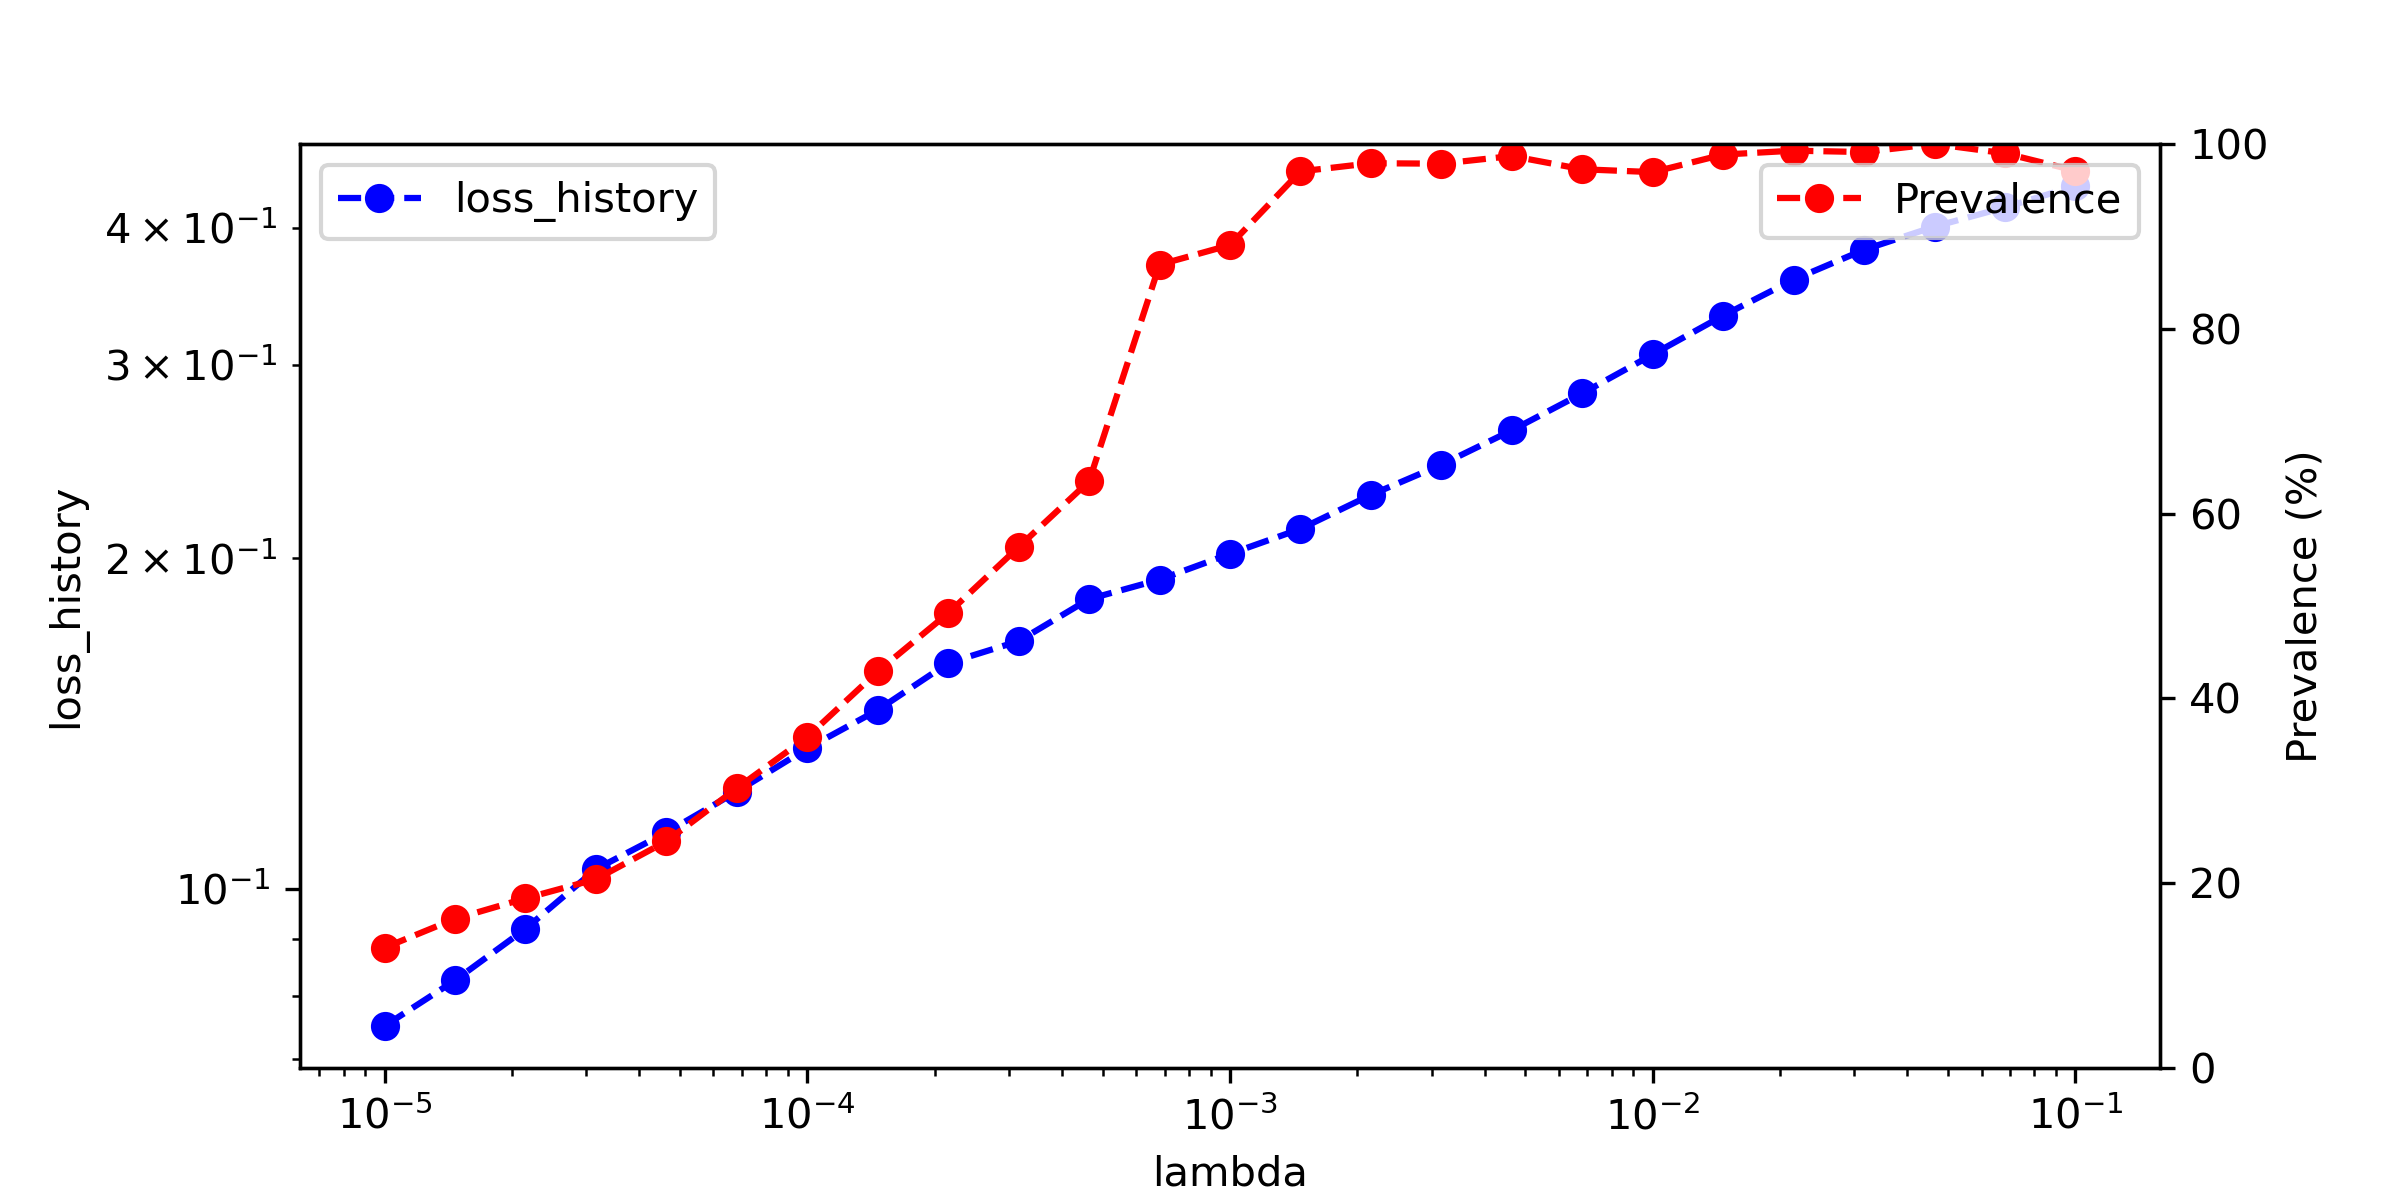 loss_history
Prevalence
4 × 10⁻¹
3 × 10⁻¹
2 × 10⁻¹
10⁻¹
loss_history
100
80
60
40
20
0
Prevalence (%)
10⁻⁵
10⁻⁴
10⁻³
10⁻²
10⁻¹
lambda